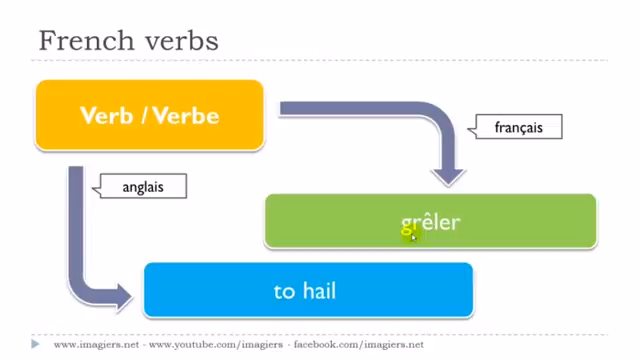 French verbs
Verb / Verbe
français
anglais
grêler
to hail
www.imagiers.net - www.youtube.com/imagiers - facebook.com/imagiers.net